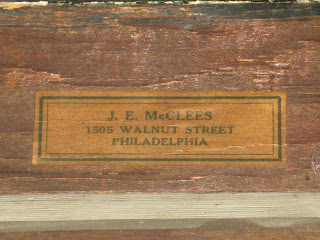 J. E. McCLEES
1505 WALNUT STREET
PHILADELPHIA